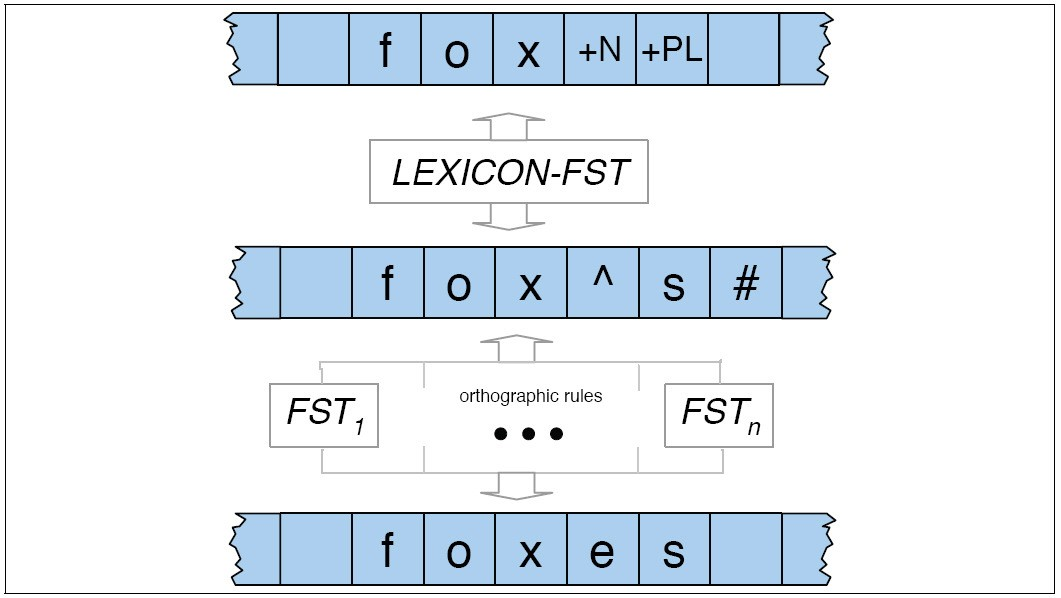 f o x +N +PL
LEXICON-FST
f o x ^ s #
orthographic rules
FST1 • • • FSTn
f o x e s